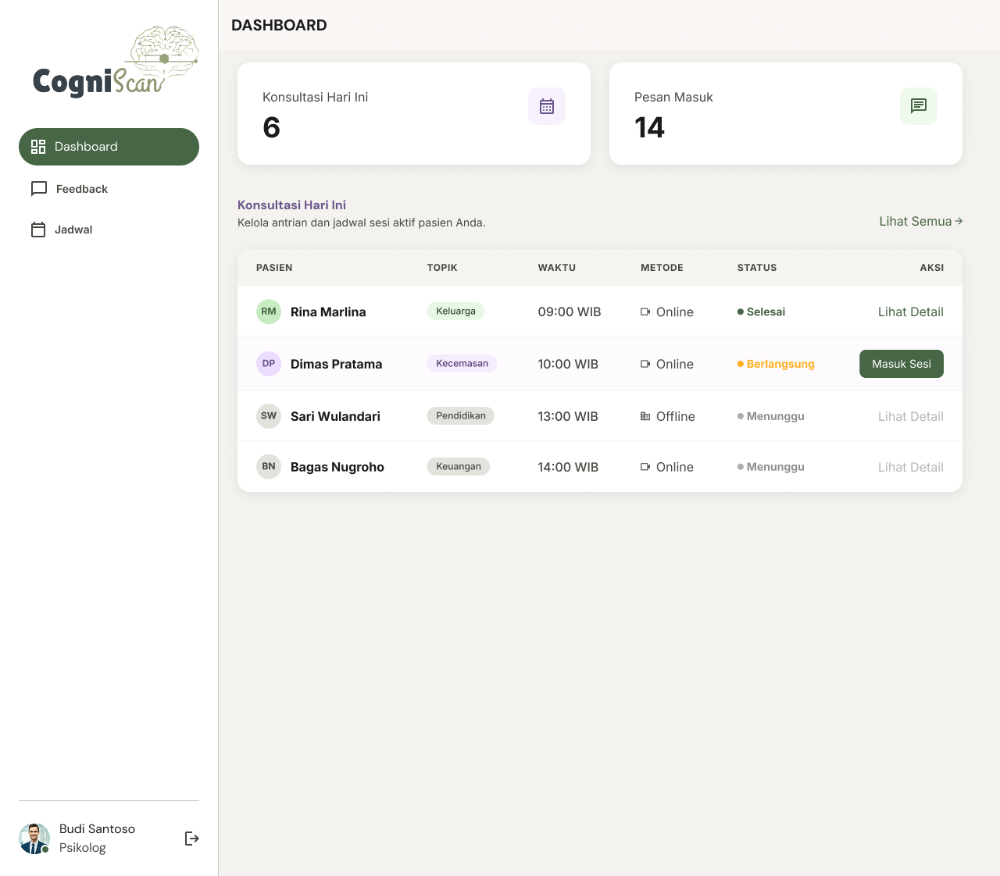 CogniScan
Dashboard
Feedback
Jadwal
Budi Santoso
Psikolog
DASHBOARD
Konsultasi Hari Ini
6
Pesan Masuk
14
Konsultasi Hari Ini
Kelola antrian dan jadwal sesi aktif pasien Anda.
Lihat Semua
PASIEN TOPIK WAKTU METODE STATUS AKSI
RM Rina Marlina Keluarga 09:00 WIB Online Selesai Lihat Detail
DP Dimas Pratama Kecemasan 10:00 WIB Online Berlangsung Masuk Sesi
SW Sari Wulandari Pendidikan 13:00 WIB Offline Menunggu Lihat Detail
BN Bagas Nugroho Keuangan 14:00 WIB Online Menunggu Lihat Detail